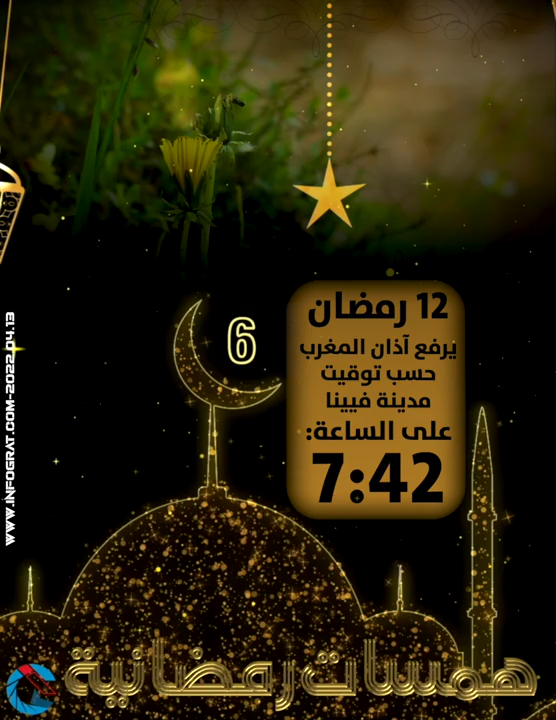 12 رمضان
يرفع آذان المغرب
حسب توقيت
مدينة فيينا
على الساعة:
7:42
6
WWW.INFOGRAT.COM-2022.04.13
همسات رمضانية